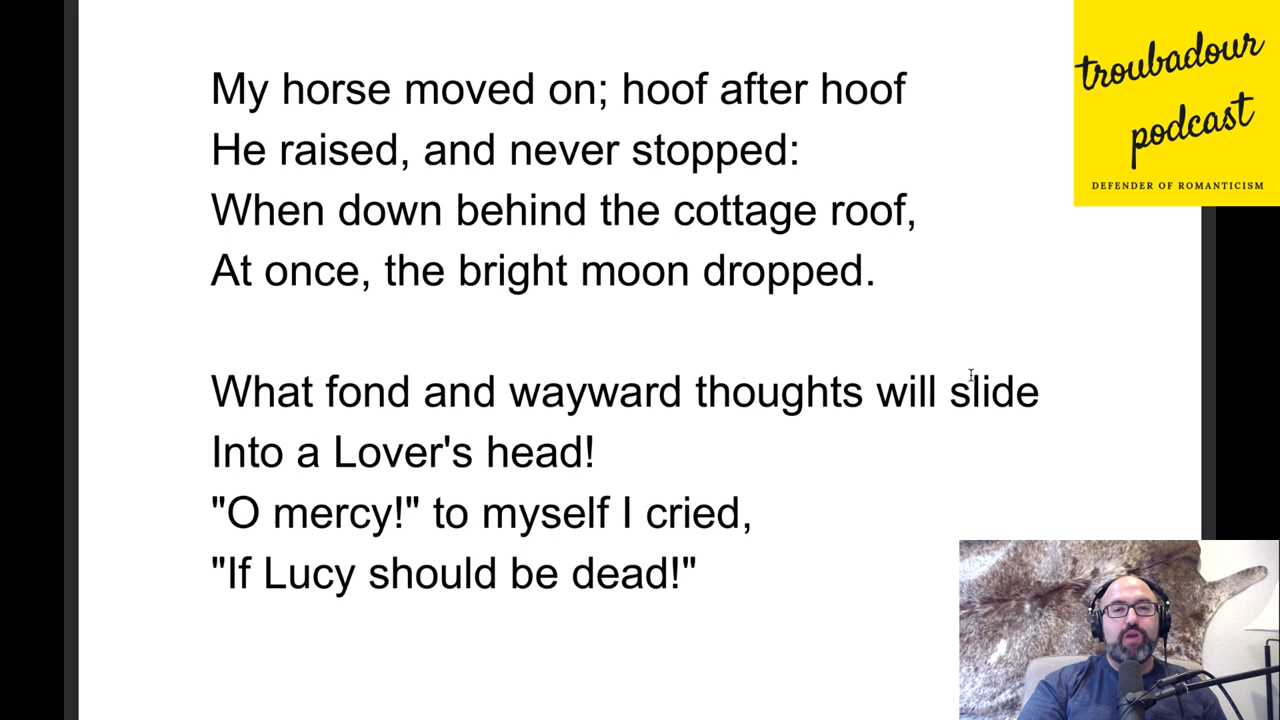 My horse moved on; hoof after hoof
He raised, and never stopped:
When down behind the cottage roof,
At once, the bright moon dropped.
What fond and wayward thoughts will slide
Into a Lover's head!
"O mercy!" to myself I cried,
"If Lucy should be dead!"
troubadour
podcast
DEFENDER OF ROMANTICISM